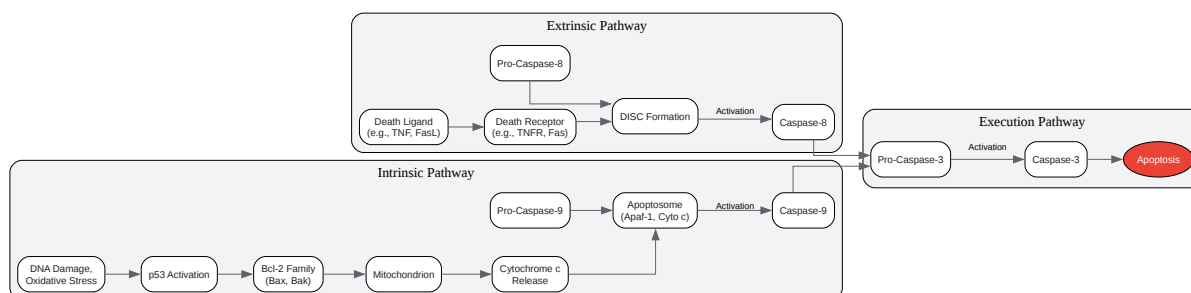 Extrinsic Pathway
Pro-Caspase-8
Death Ligand
(e.g., TNF, FasL)
Death Receptor
(e.g., TNFR, Fas)
DISC Formation
Activation
Caspase-8
Execution Pathway
Pro-Caspase-3
Activation
Caspase-3
Apoptosis
Intrinsic Pathway
Pro-Caspase-9
Apoptosome
(Apaf-1, Cyto c)
Activation
Caspase-9
DNA Damage,
Oxidative Stress
p53 Activation
Bcl-2 Family
(Bax, Bak)
Mitochondrion
Cytochrome c
Release